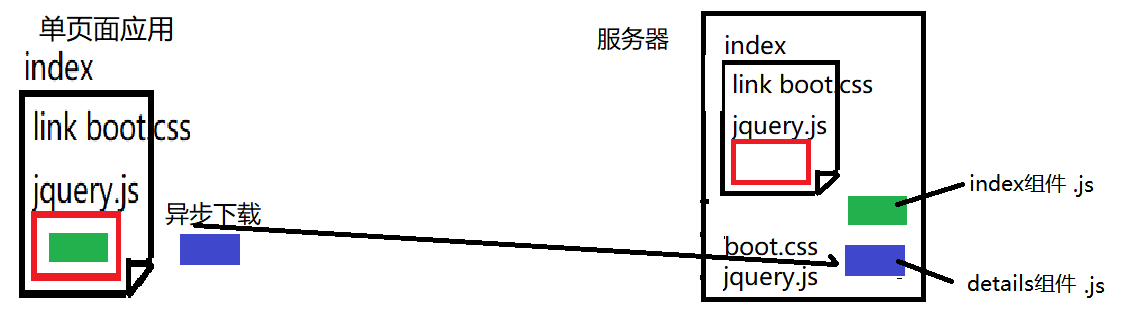 单页面应用
index
link boot.css
jquery.js
异步下载
服务器
index
link boot.css
jquery.js
index组件 .js
boot.css
jquery.js
details组件 .js